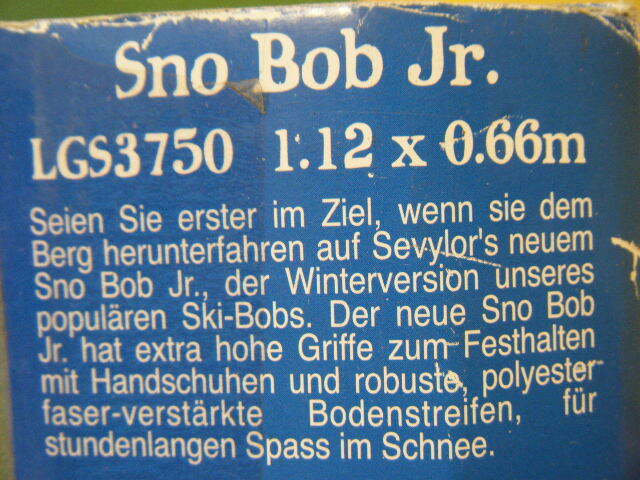 Sno Bob Jr.
LGS3750 1.12 x 0.66m
Seien Sie erster im Ziel, wenn sie dem
Berg herunterfahren auf Sevylor's neuem
Sno Bob Jr., der Winterversion unseres
populären Ski-Bobs. Der neue Sno Bob
Jr. hat extra hohe Griffe zum Festhalten
mit Handschuhen und robuste, polyester-
faser-verstärkte Bodenstreifen, für
stundenlangen Spass im Schnee.